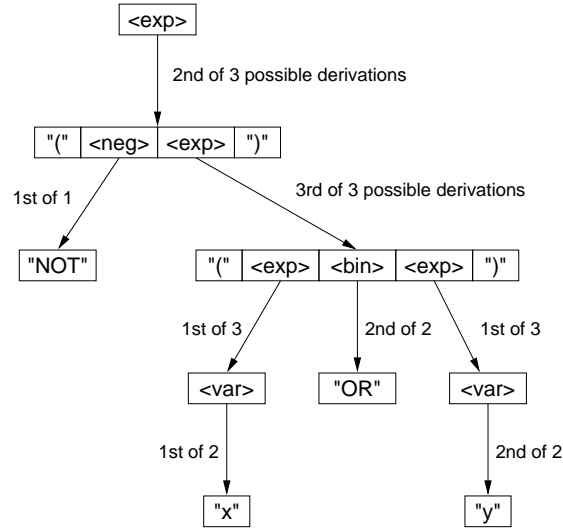 <exp>
2nd of 3 possible derivations
"(" <neg> <exp> ")"
1st of 1
3rd of 3 possible derivations
"NOT"
"(" <exp> <bin> <exp> ")"
1st of 3
2nd of 2
1st of 3
<var>
"OR"
<var>
1st of 2
2nd of 2
"x"
"y"